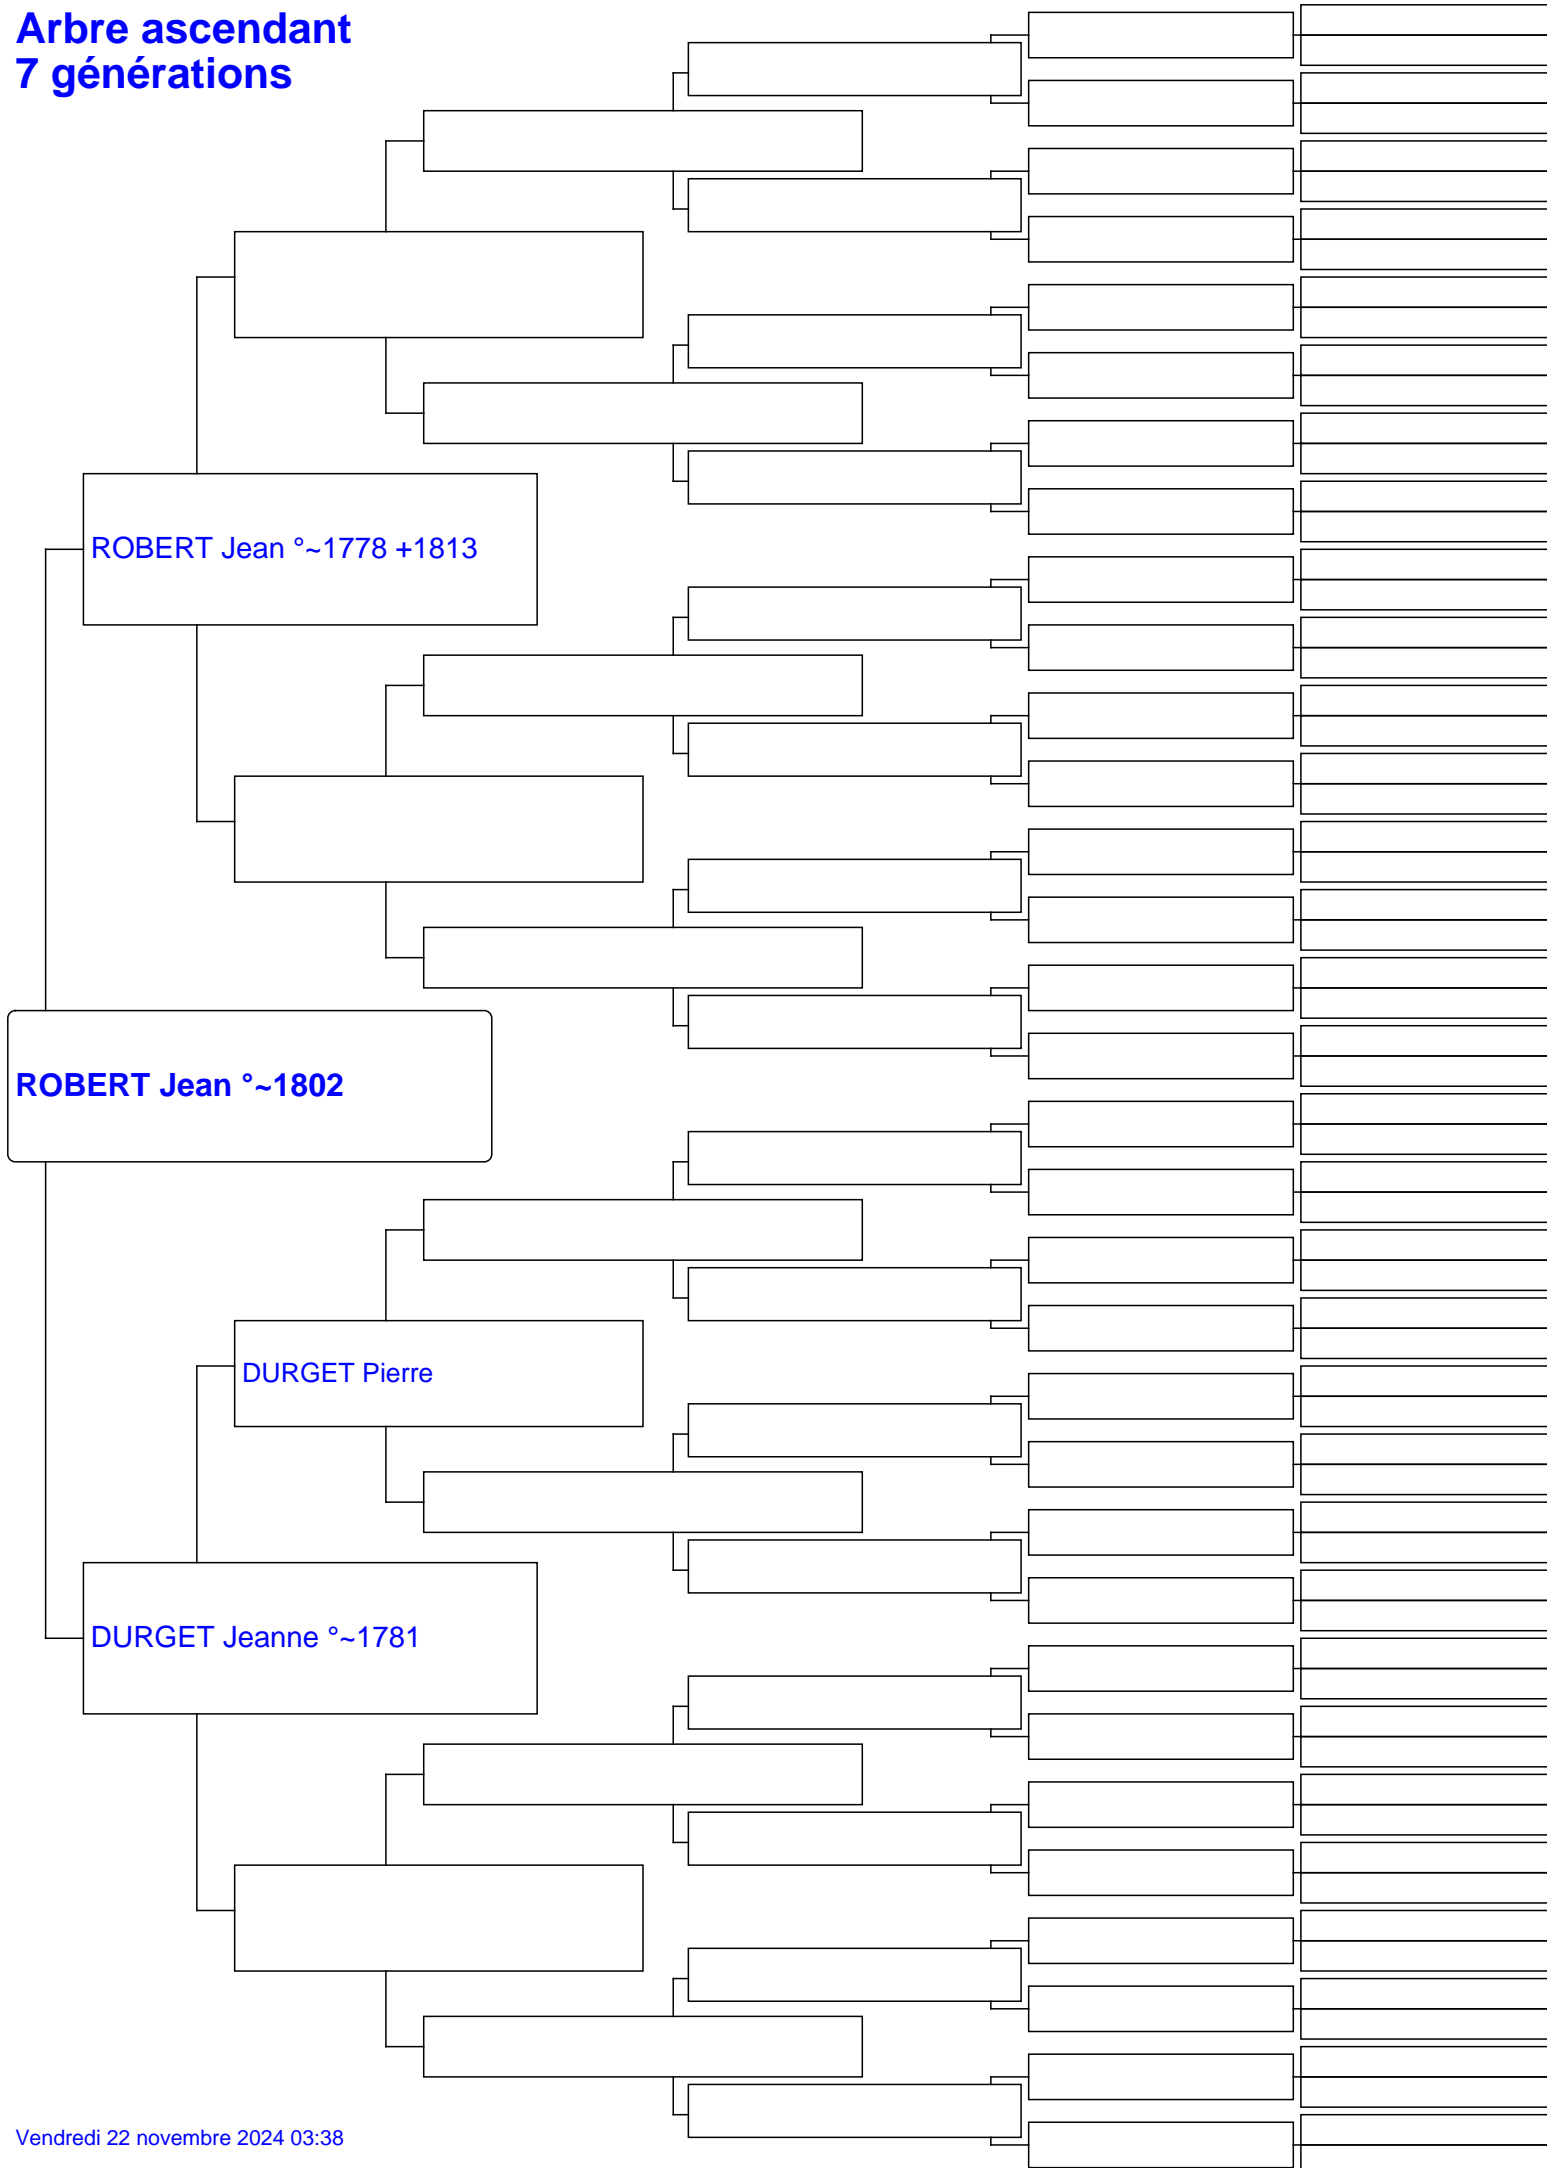 Arbre ascendant
7 générations
ROBERT Jean °~1778 +1813
ROBERT Jean °~1802
DURGET Pierre
DURGET Jeanne °~1781
Vendredi 22 novembre 2024 03:38